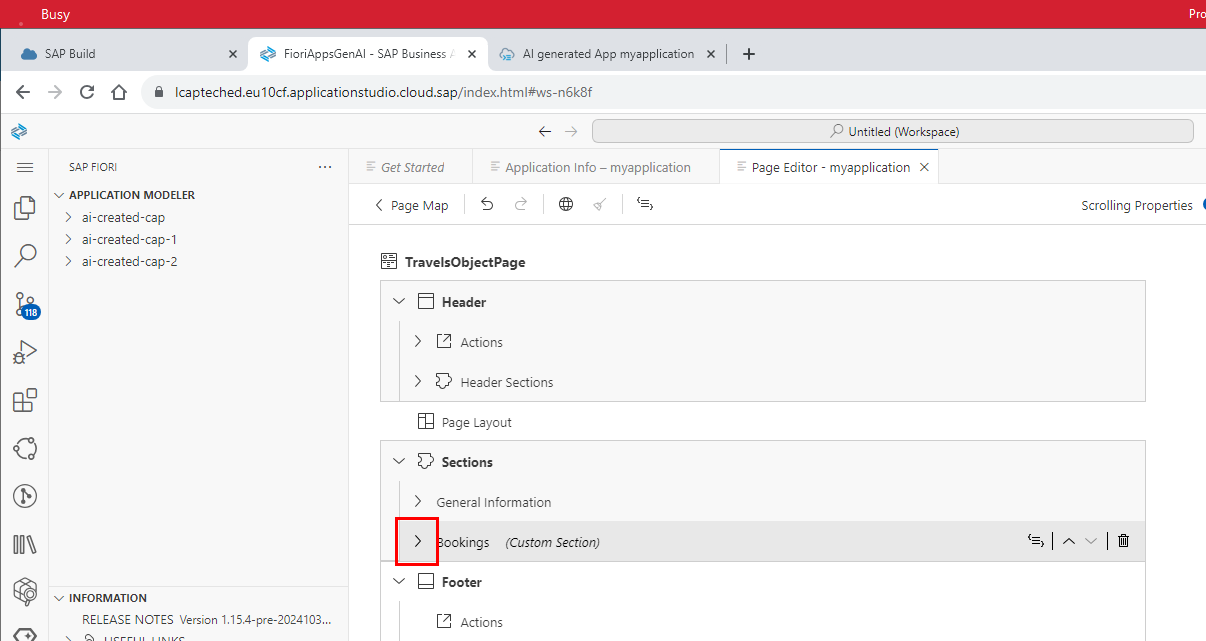 Busy
Pro
SAP Build
FioriAppsGenAI - SAP Business A
AI generated App myapplication
lcapteched.eu10cf.applicationstudio.cloud.sap/index.html#ws-n6k8f
Untitled (Workspace)
SAP FIORI
Get Started
Application Info – myapplication
Page Editor - myapplication
APPLICATION MODELER
ai-created-cap
ai-created-cap-1
ai-created-cap-2
118
Page Map
Scrolling Properties
TravelsObjectPage
Header
Actions
Header Sections
Page Layout
Sections
General Information
Bookings (Custom Section)
Footer
Actions
INFORMATION
RELEASE NOTES Version 1.15.4-pre-2024103...
USEFUL LINKS